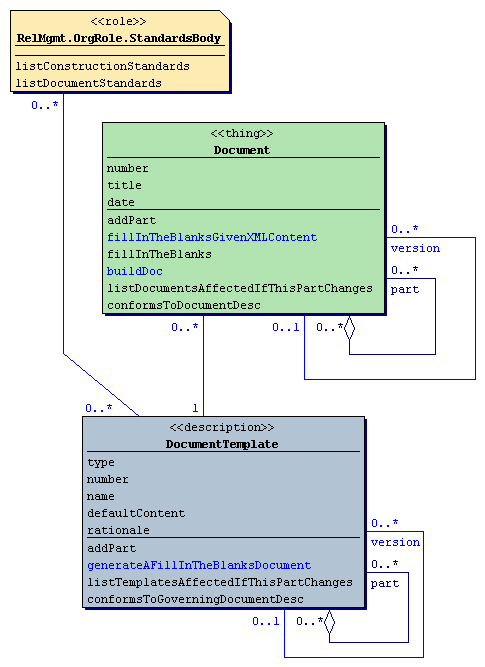 <<role>>
RelMgmt.OrgRole.StandardsBody
listConstructionStandards
listDocumentStandards
0..*
<<thing>>
Document
number
title
date
addPart
fillInTheBlanksGivenXMLContent
fillInTheBlanks
buildDoc
listDocumentsAffectedIfThisPartChanges
conformsToDocumentDesc
0..*
version
0..*
part
0..*
0..1
0..*
0..*
1
<<description>>
DocumentTemplate
type
number
name
defaultContent
rationale
addPart
generateAFillInTheBlanksDocument
listTemplatesAffectedIfThisPartChanges
conformsToGoverningDocumentDesc
0..*
version
0..*
part
0..1
0..*